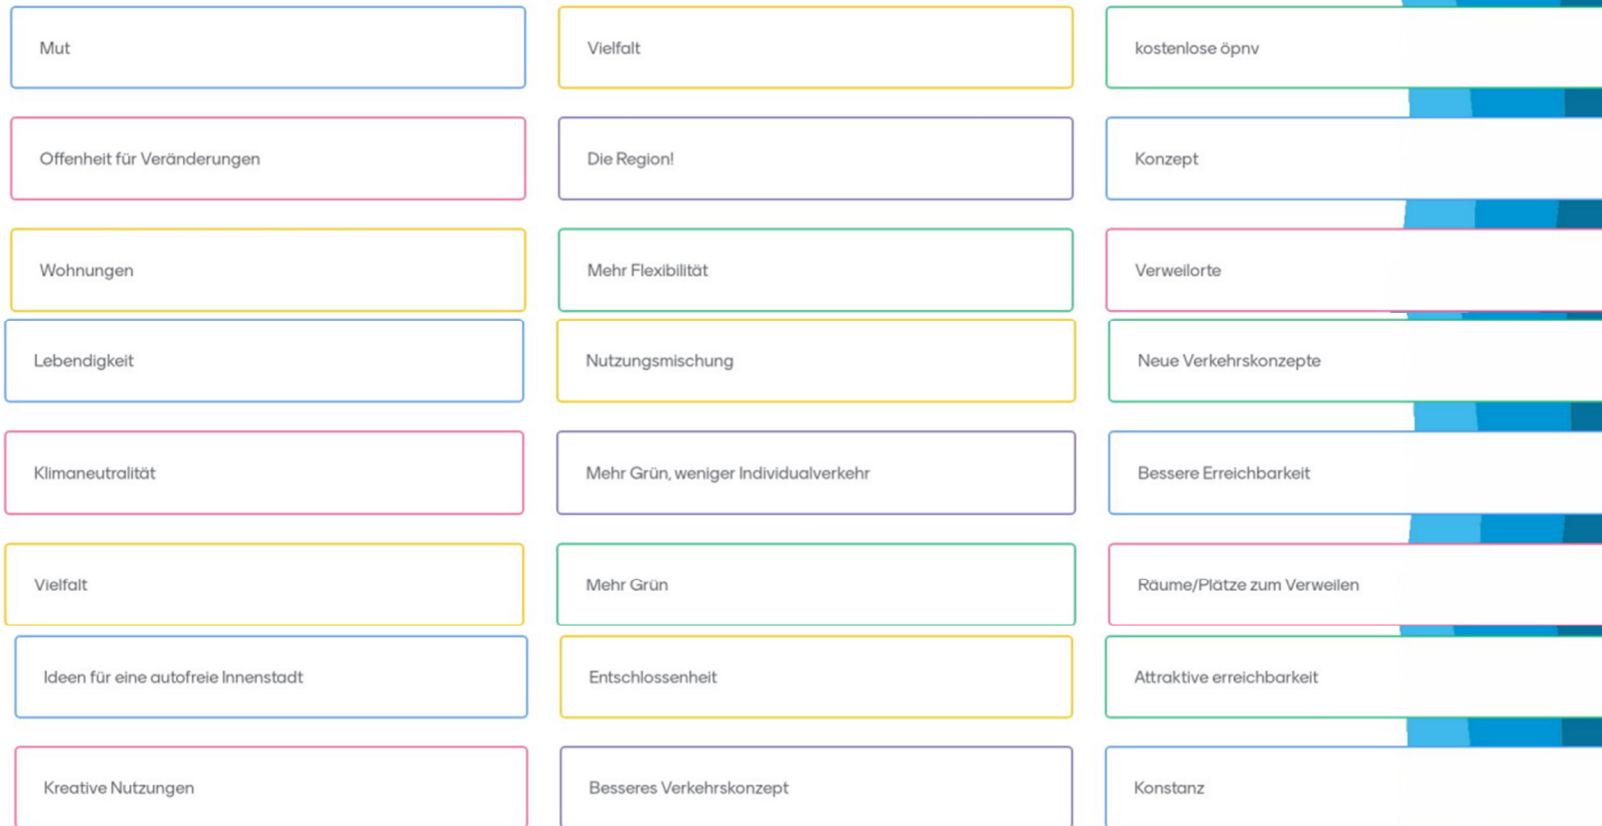 Mut
Vielfalt
kostenlose öpnv
Offenheit für Veränderungen
Die Region!
Konzept
Wohnungen
Mehr Flexibilität
Verweilorte
Lebendigkeit
Nutzungsmischung
Neue Verkehrskonzepte
Klimaneutralität
Mehr Grün, weniger Individualverkehr
Bessere Erreichbarkeit
Vielfalt
Mehr Grün
Räume/Plätze zum Verweilen
Ideen für eine autofreie Innenstadt
Entschlossenheit
Attraktive erreichbarkeit
Kreative Nutzungen
Besseres Verkehrskonzept
Konstanz